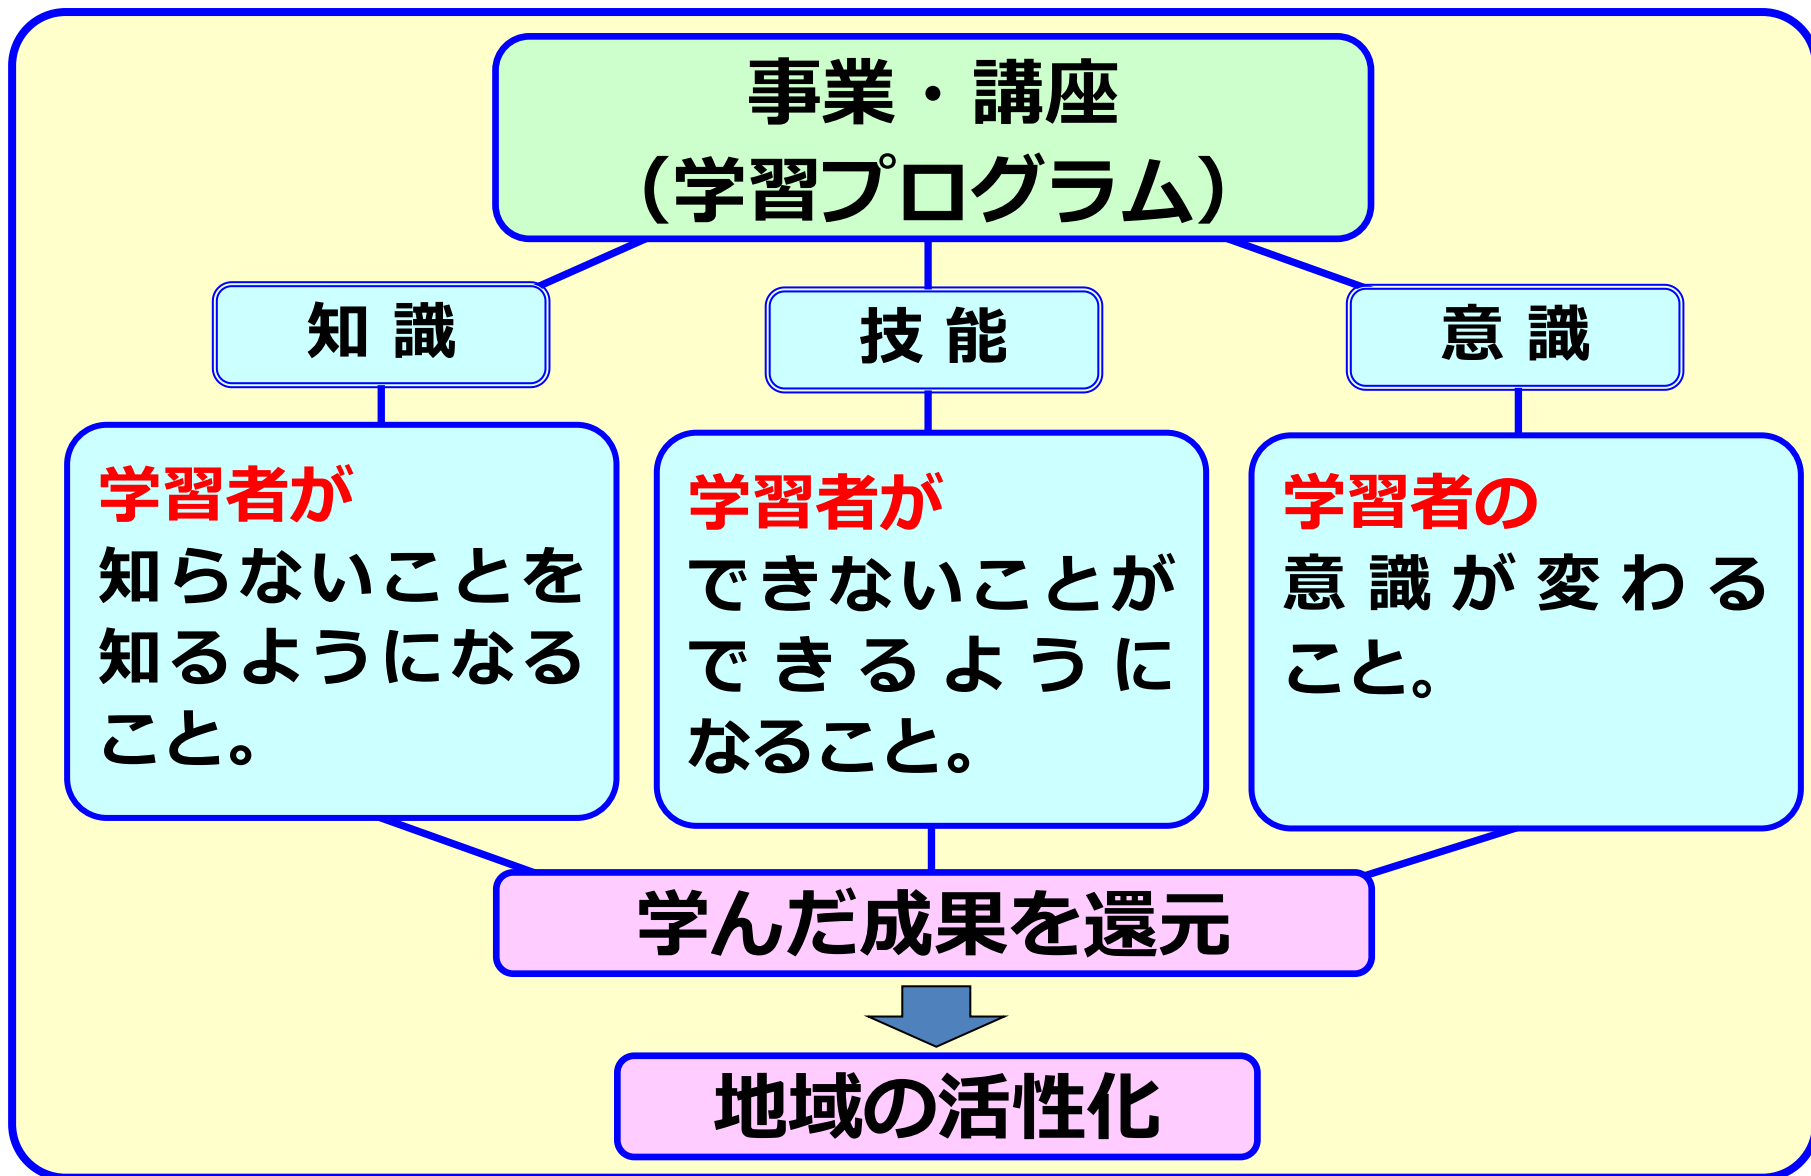 事業・講座
（学習プログラム）
知 識
技 能
意 識
学習者が
知らないことを
知るようになる
こと。
学習者が
できないことが
できるように
なること。
学習者の
意識が変わる
こと。
学んだ成果を還元
地域の活性化